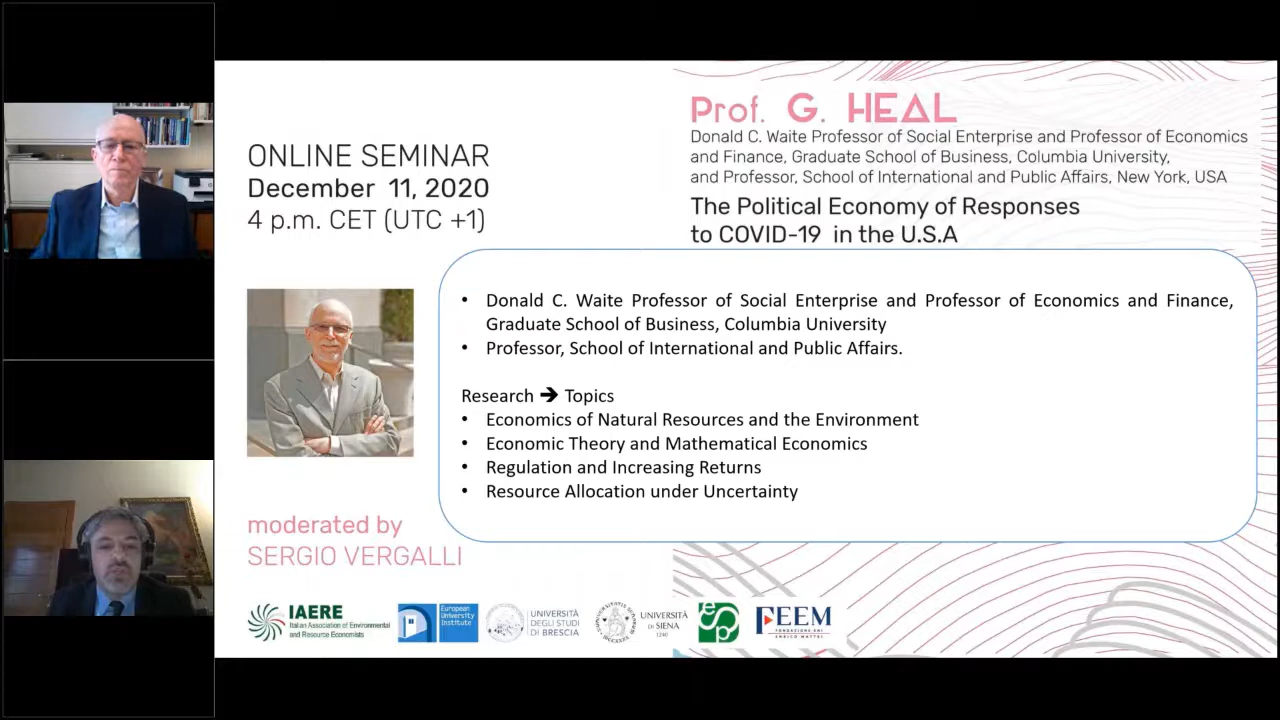 ONLINE SEMINAR
December 11, 2020
4 p.m. CET (UTC +1)
Prof. G. HEAL
Donald C. Waite Professor of Social Enterprise and Professor of Economics
and Finance, Graduate School of Business, Columbia University,
and Professor, School of International and Public Affairs, New York, USA
The Political Economy of Responses
to COVID-19 in the U.S.A
• Donald C. Waite Professor of Social Enterprise and Professor of Economics and Finance,
Graduate School of Business, Columbia University
• Professor, School of International and Public Affairs.
Research ➔ Topics
• Economics of Natural Resources and the Environment
• Economic Theory and Mathematical Economics
• Regulation and Increasing Returns
• Resource Allocation under Uncertainty
moderated by
SERGIO VERGALLI
IAERE
Italian Association of Environmental
and Resource Economists
European
University
Institute
UNIVERSITÀ
DEGLI STUDI
DI BRESCIA
UNIVERSITÀ
DI SIENA
1240
esp
FEEM
FONDAZIONE ENI
ENRICO MATTEI